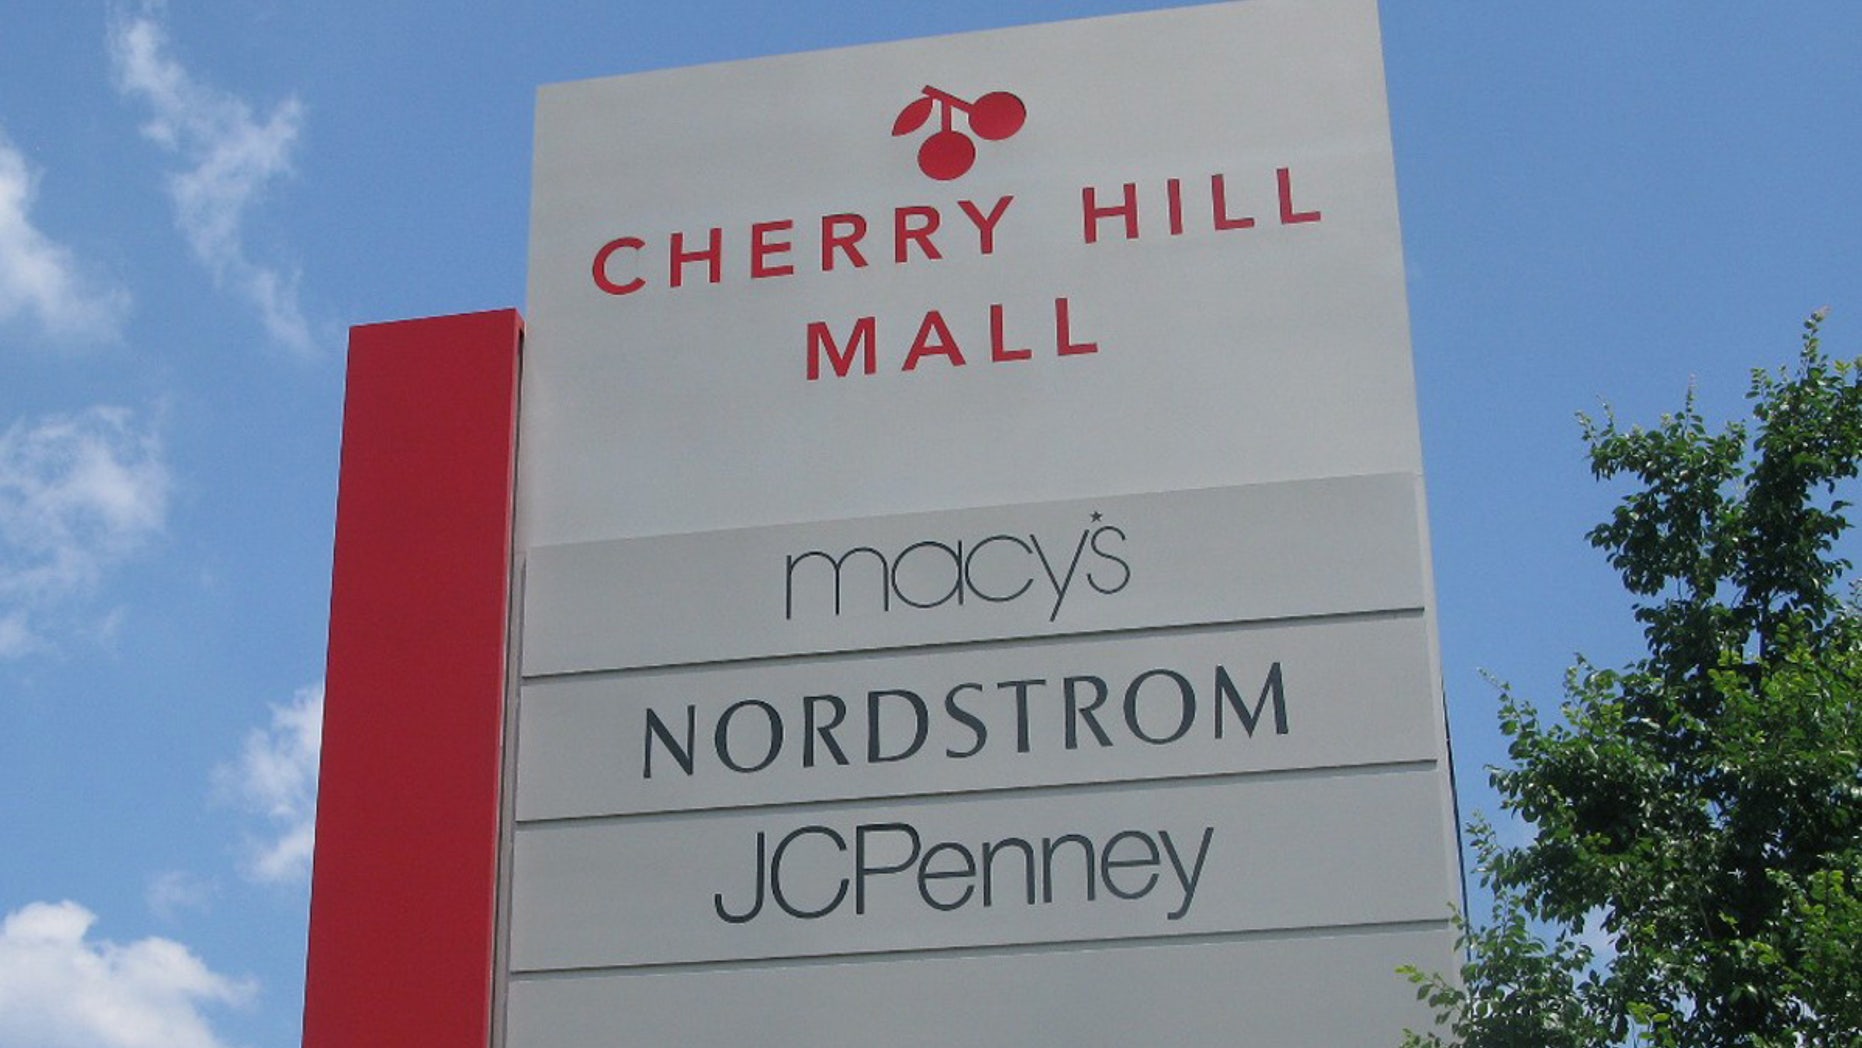 CHERRY HILL
MALL
macy's
NORDSTROM
JCPenney